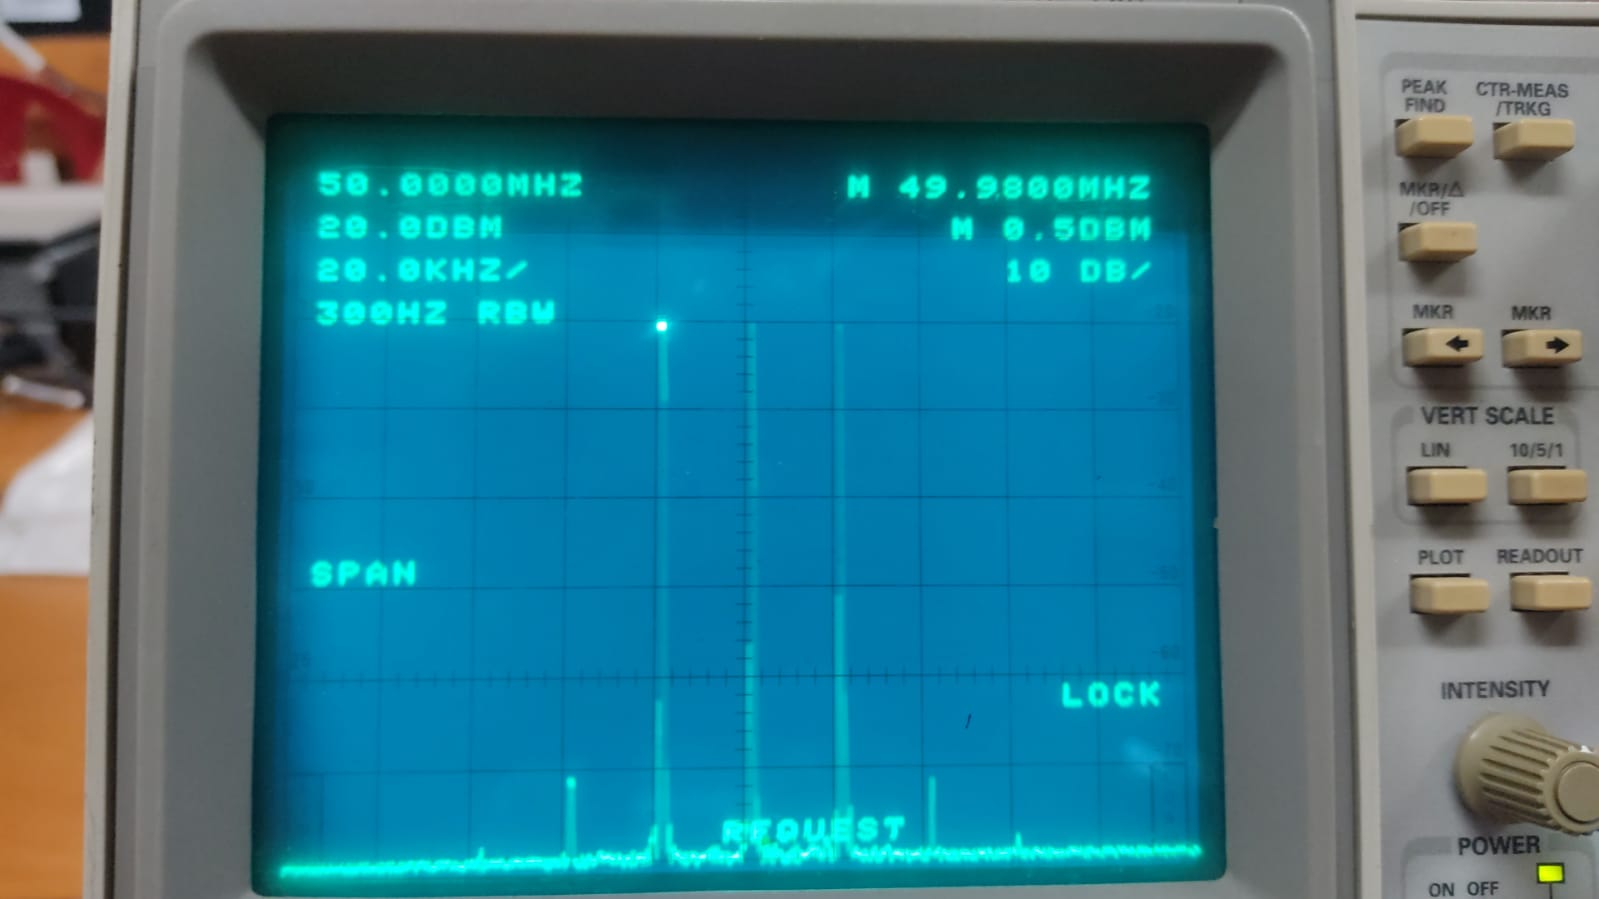 50.0000MHZ
M 49.9800MHZ
20.0DBM
M 0.5DBM
20.0KHZ/
10 DB/
300HZ RBW
SPAN
LOCK
REQUEST
PEAK FIND
CTR-MEAS /TRKG
MKR/△ /OFF
MKR
MKR
VERT SCALE
LIN
10/5/1
PLOT
READOUT
INTENSITY
POWER
ON OFF